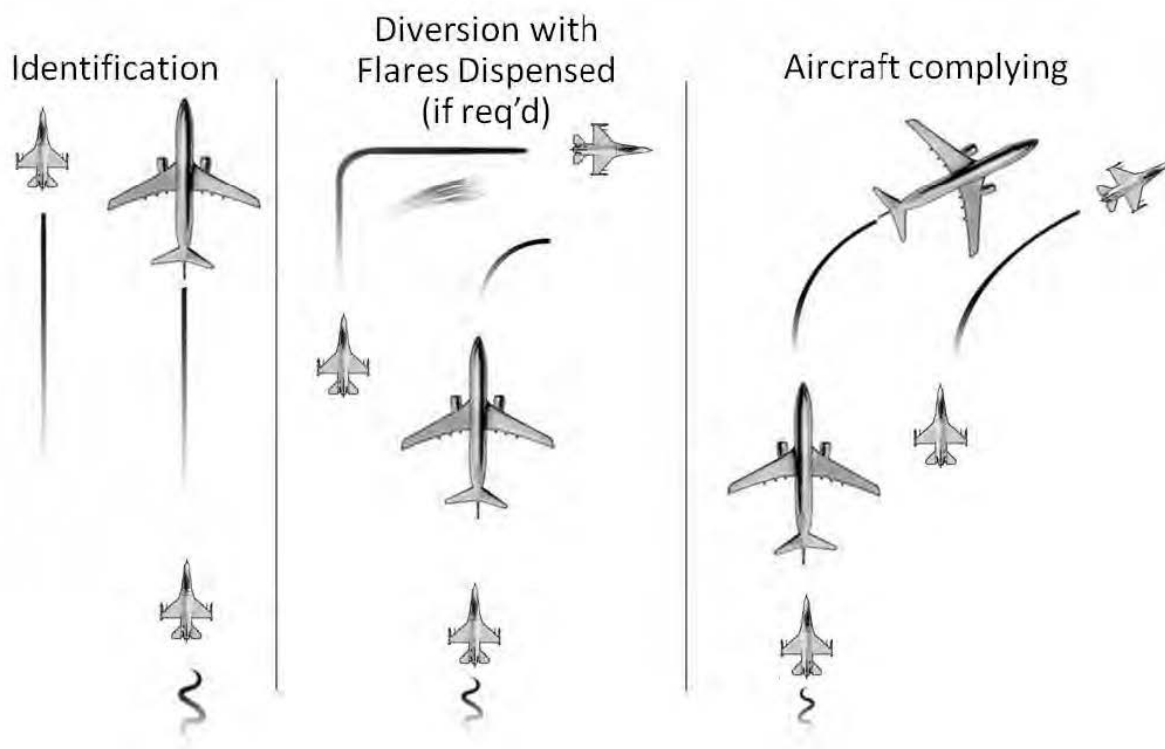 Identification
Diversion with
Flares Dispensed
(if req'd)
Aircraft complying